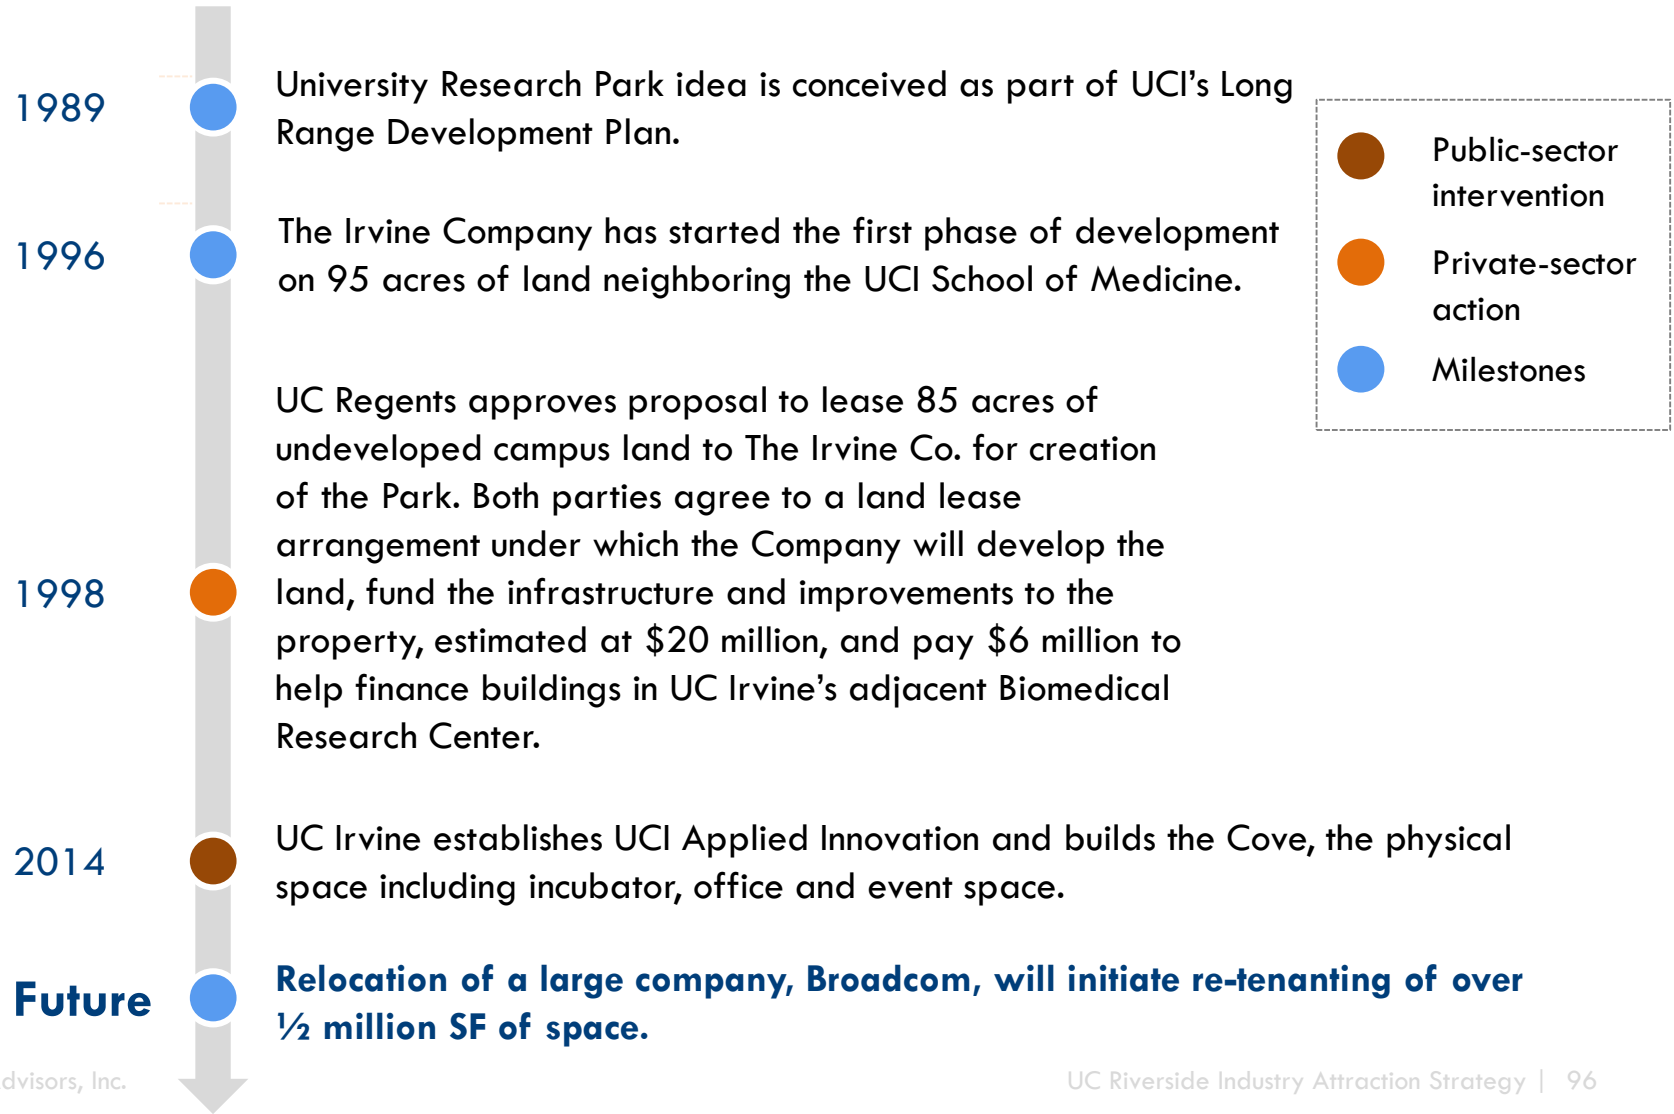 1989
University Research Park idea is conceived as part of UCI’s Long
Range Development Plan.
1996
The Irvine Company has started the first phase of development
on 95 acres of land neighboring the UCI School of Medicine.
Public-sector
intervention
Private-sector
action
Milestones
1998
UC Regents approves proposal to lease 85 acres of
undeveloped campus land to The Irvine Co. for creation
of the Park. Both parties agree to a land lease
arrangement under which the Company will develop the
land, fund the infrastructure and improvements to the
property, estimated at $20 million, and pay $6 million to
help finance buildings in UC Irvine’s adjacent Biomedical
Research Center.
2014
UC Irvine establishes UCI Applied Innovation and builds the Cove, the physical
space including incubator, office and event space.
Future
Relocation of a large company, Broadcom, will initiate re-tenanting of over
½ million SF of space.
dvisors, Inc.
UC Riverside Industry Attraction Strategy | 96